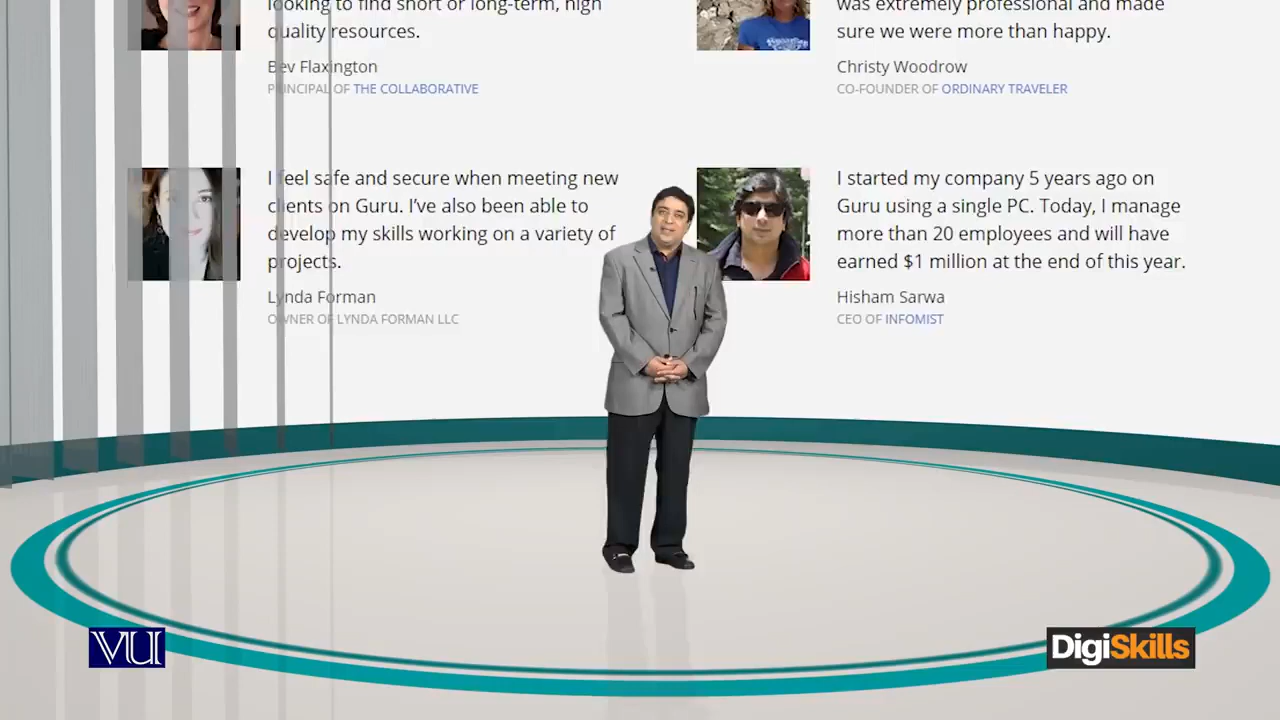 looking to find short or long-term, high
quality resources.
Bev Flaxington
PRINCIPAL OF THE COLLABORATIVE
was extremely professional and made
sure we were more than happy.
Christy Woodrow
CO-FOUNDER OF ORDINARY TRAVELER
I feel safe and secure when meeting new
clients on Guru. I've also been able to
develop my skills working on a variety of
projects.
Lynda Forman
OWNER OF LYNDA FORMAN LLC
I started my company 5 years ago on
Guru using a single PC. Today, I manage
more than 20 employees and will have
earned $1 million at the end of this year.
Hisham Sarwa
CEO OF INFOMIST
VU
DigiSkills